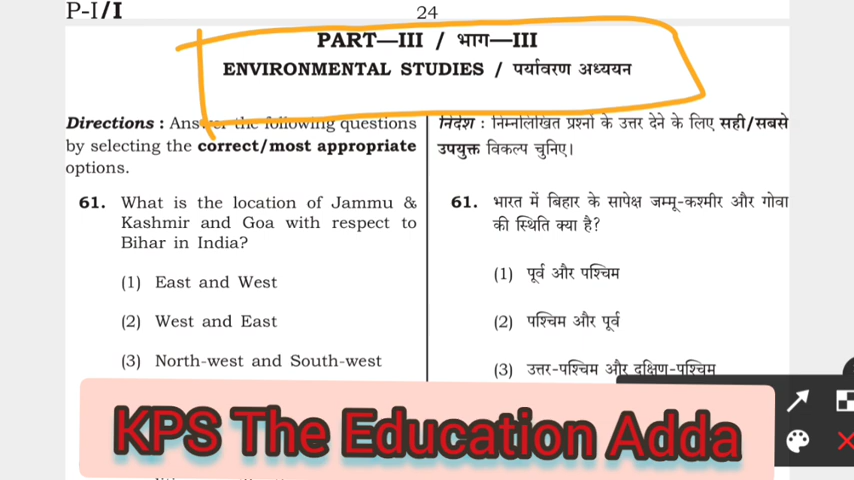 P-I/I
24
PART—III / भाग—III
ENVIRONMENTAL STUDIES / पर्यावरण अध्ययन
Directions : Answer the following questions
by selecting the correct/most appropriate
options.
61. What is the location of Jammu &
Kashmir and Goa with respect to
Bihar in India?
(1) East and West
(2) West and East
(3) North-west and South-west
निर्देश : निम्नलिखित प्रश्नों के उत्तर देने के लिए सही/सबसे
उपयुक्त विकल्प चुनिए।
61. भारत में बिहार के सापेक्ष जम्मू-कश्मीर और गोवा
की स्थिति क्या है?
(1) पूर्व और पश्चिम
(2) पश्चिम और पूर्व
(3) उत्तर-पश्चिम और दक्षिण-पश्चिम
KPS The Education Adda